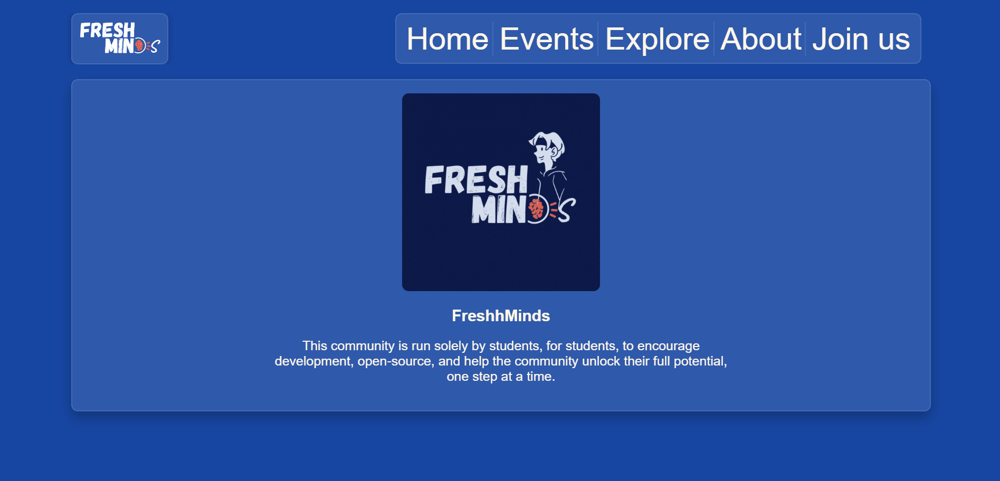 FRESH
MINDS
Home Events Explore About Join us
FRESH
MINDS
FreshhMinds
This community is run solely by students, for students, to encourage
development, open-source, and help the community unlock their full potential,
one step at a time.